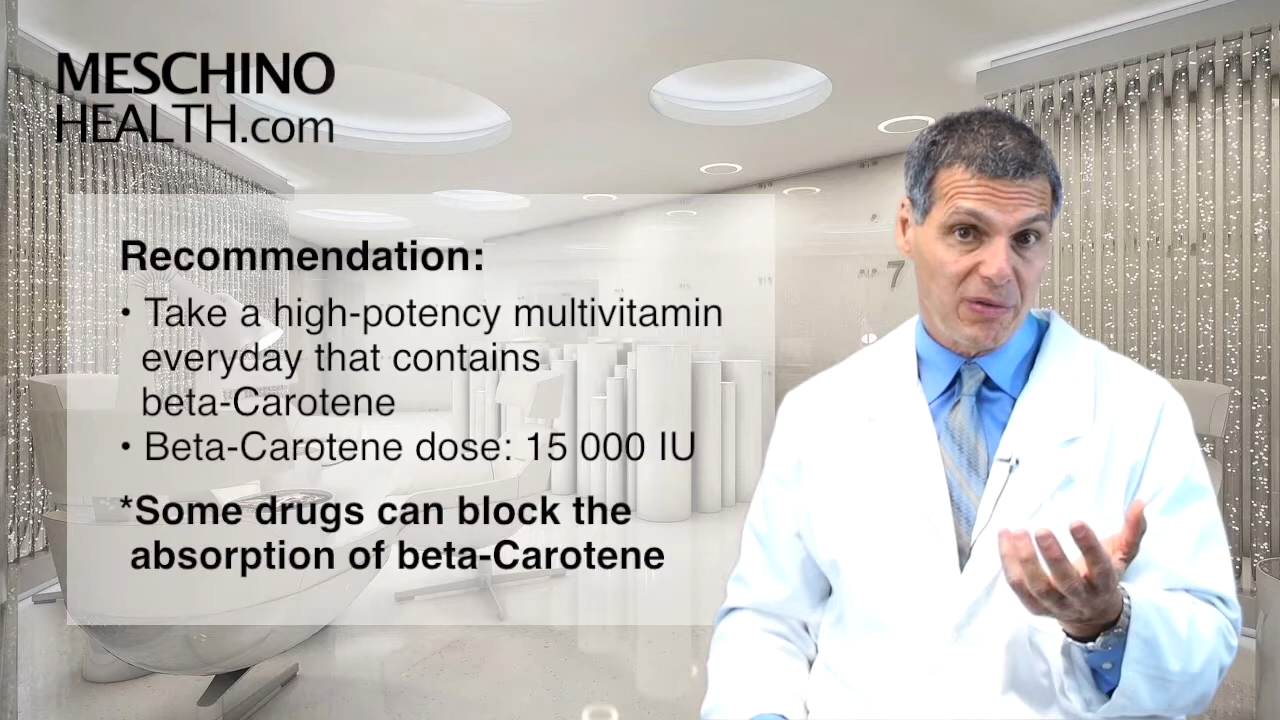 MESCHINO
HEALTH.com
Recommendation:
• Take a high-potency multivitamin
everyday that contains
beta-Carotene
• Beta-Carotene dose: 15 000 IU
*Some drugs can block the
absorption of beta-Carotene
7